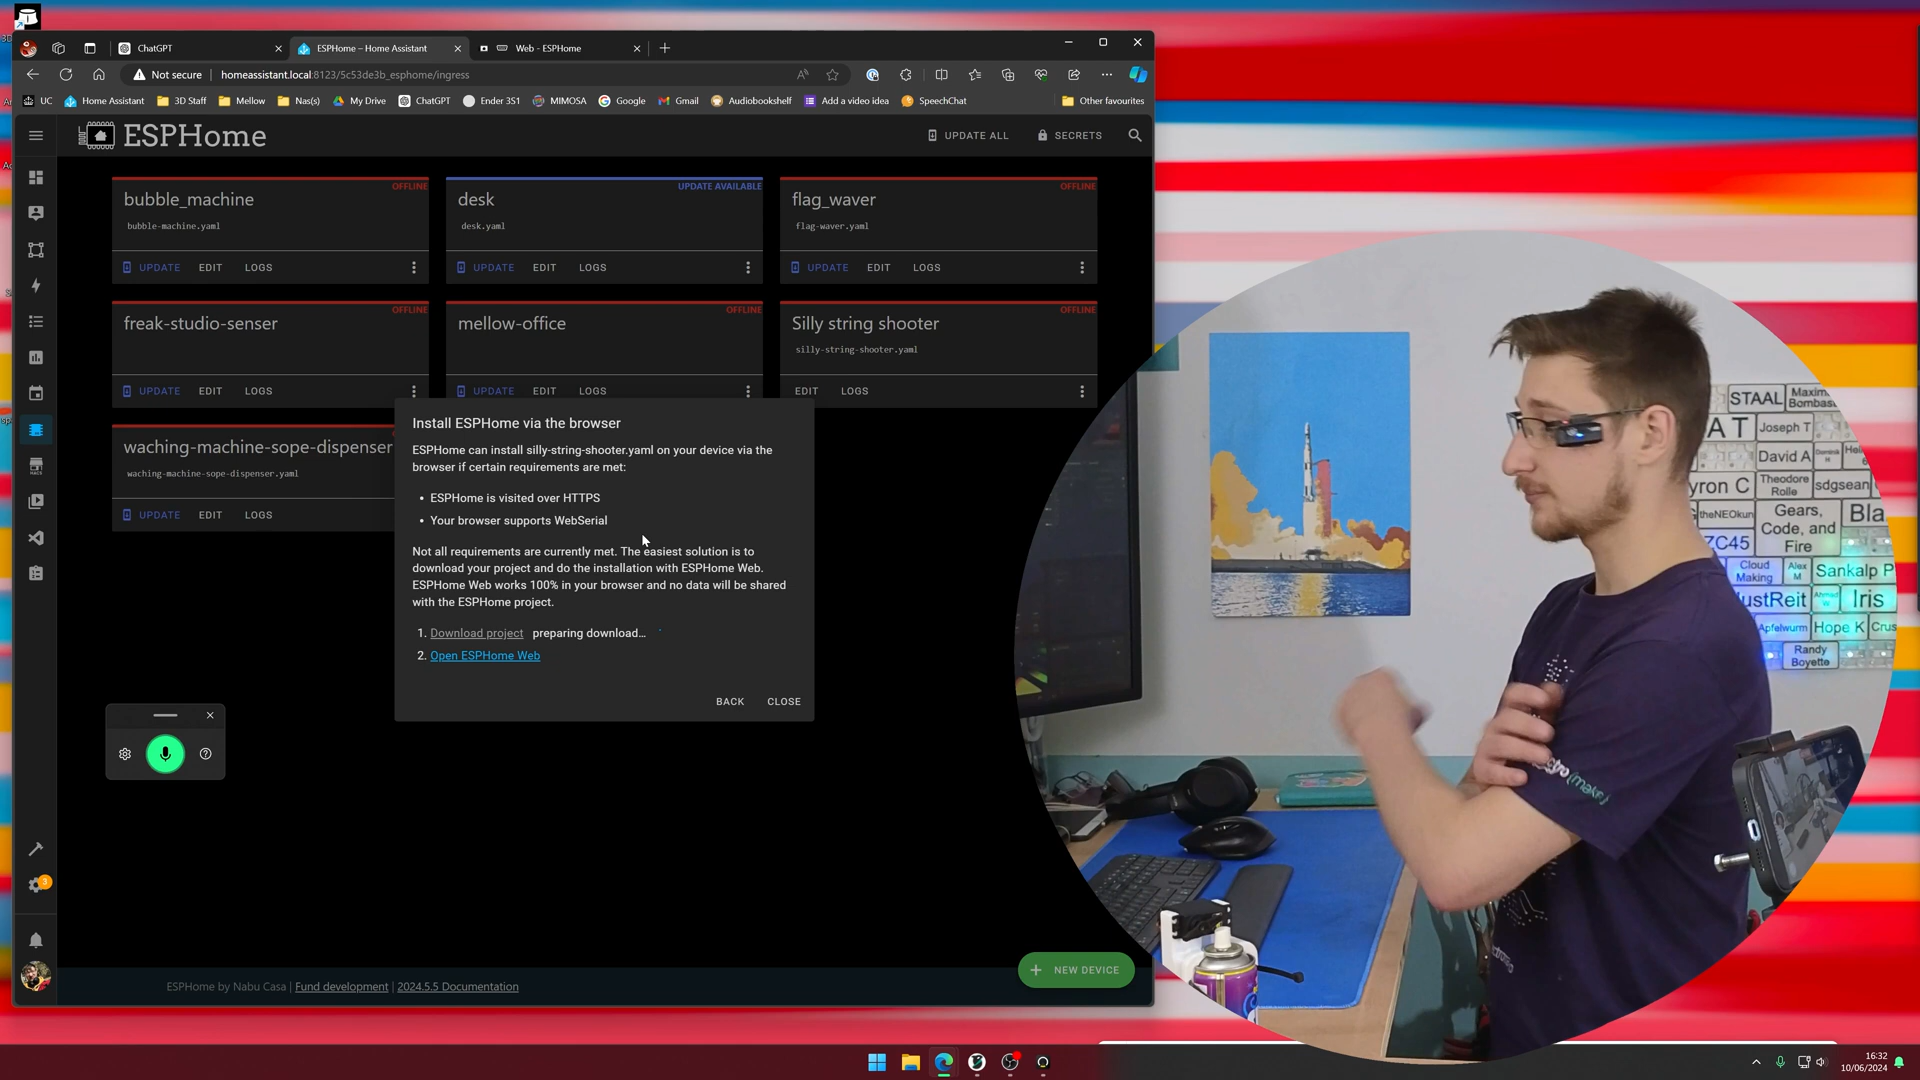 ChatGPT
ESPHome – Home Assistant
Web - ESPHome
Not secure
homeassistant.local:8123/5c53de3b_esphome/ingress
UC
Home Assistant
3D Staff
Mellow
Nas(s)
My Drive
ChatGPT
Ender 3S1
MIMOSA
Google
Gmail
Audiobookshelf
Add a video idea
SpeechChat
Other favourites
ESPHome
UPDATE ALL
SECRETS
OFFLINE
bubble_machine
bubble-machine.yaml
UPDATE EDIT LOGS
UPDATE AVAILABLE
desk
desk.yaml
UPDATE EDIT LOGS
OFFLINE
flag_waver
flag-waver.yaml
UPDATE EDIT LOGS
OFFLINE
freak-studio-senser
UPDATE EDIT LOGS
OFFLINE
mellow-office
UPDATE EDIT LOGS
OFFLINE
Silly string shooter
silly-string-shooter.yaml
EDIT LOGS
waching-machine-sope-dispenser
waching-machine-sope-dispenser.yaml
UPDATE EDIT LOGS
Install ESPHome via the browser
ESPHome can install silly-string-shooter.yaml on your device via the
browser if certain requirements are met:
• ESPHome is visited over HTTPS
• Your browser supports WebSerial
Not all requirements are currently met. The easiest solution is to
download your project and do the installation with ESPHome Web.
ESPHome Web works 100% in your browser and no data will be shared
with the ESPHome project.
1. Download project preparing download...
2. Open ESPHome Web
BACK CLOSE
3
NEW DEVICE
ESPHome by Nabu Casa | Fund development | 2024.5.5 Documentation
STAAL
Joseph T
David A
yron C
Theodore
Rolle
sdgsean
theNEOkun
Gears,
Code, and
Fire
Bla
ZC45
Cloud
Making
Alex
M
Sankalp P
ustReit
Iris
Apfelwurm
Hope K
Crus
Randy
Boyette
16:32
10/06/2024